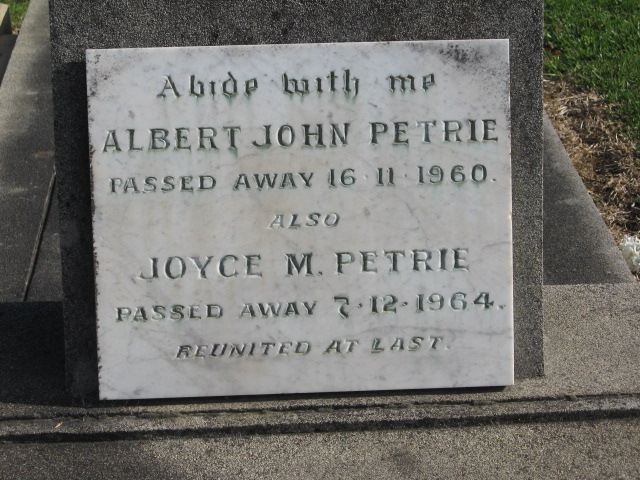 Abide with me
ALBERT JOHN PETRIE
PASSED AWAY 16·11·1960.
ALSO
JOYCE M. PETRIE
PASSED AWAY 7·12·1964.
REUNITED AT LAST.